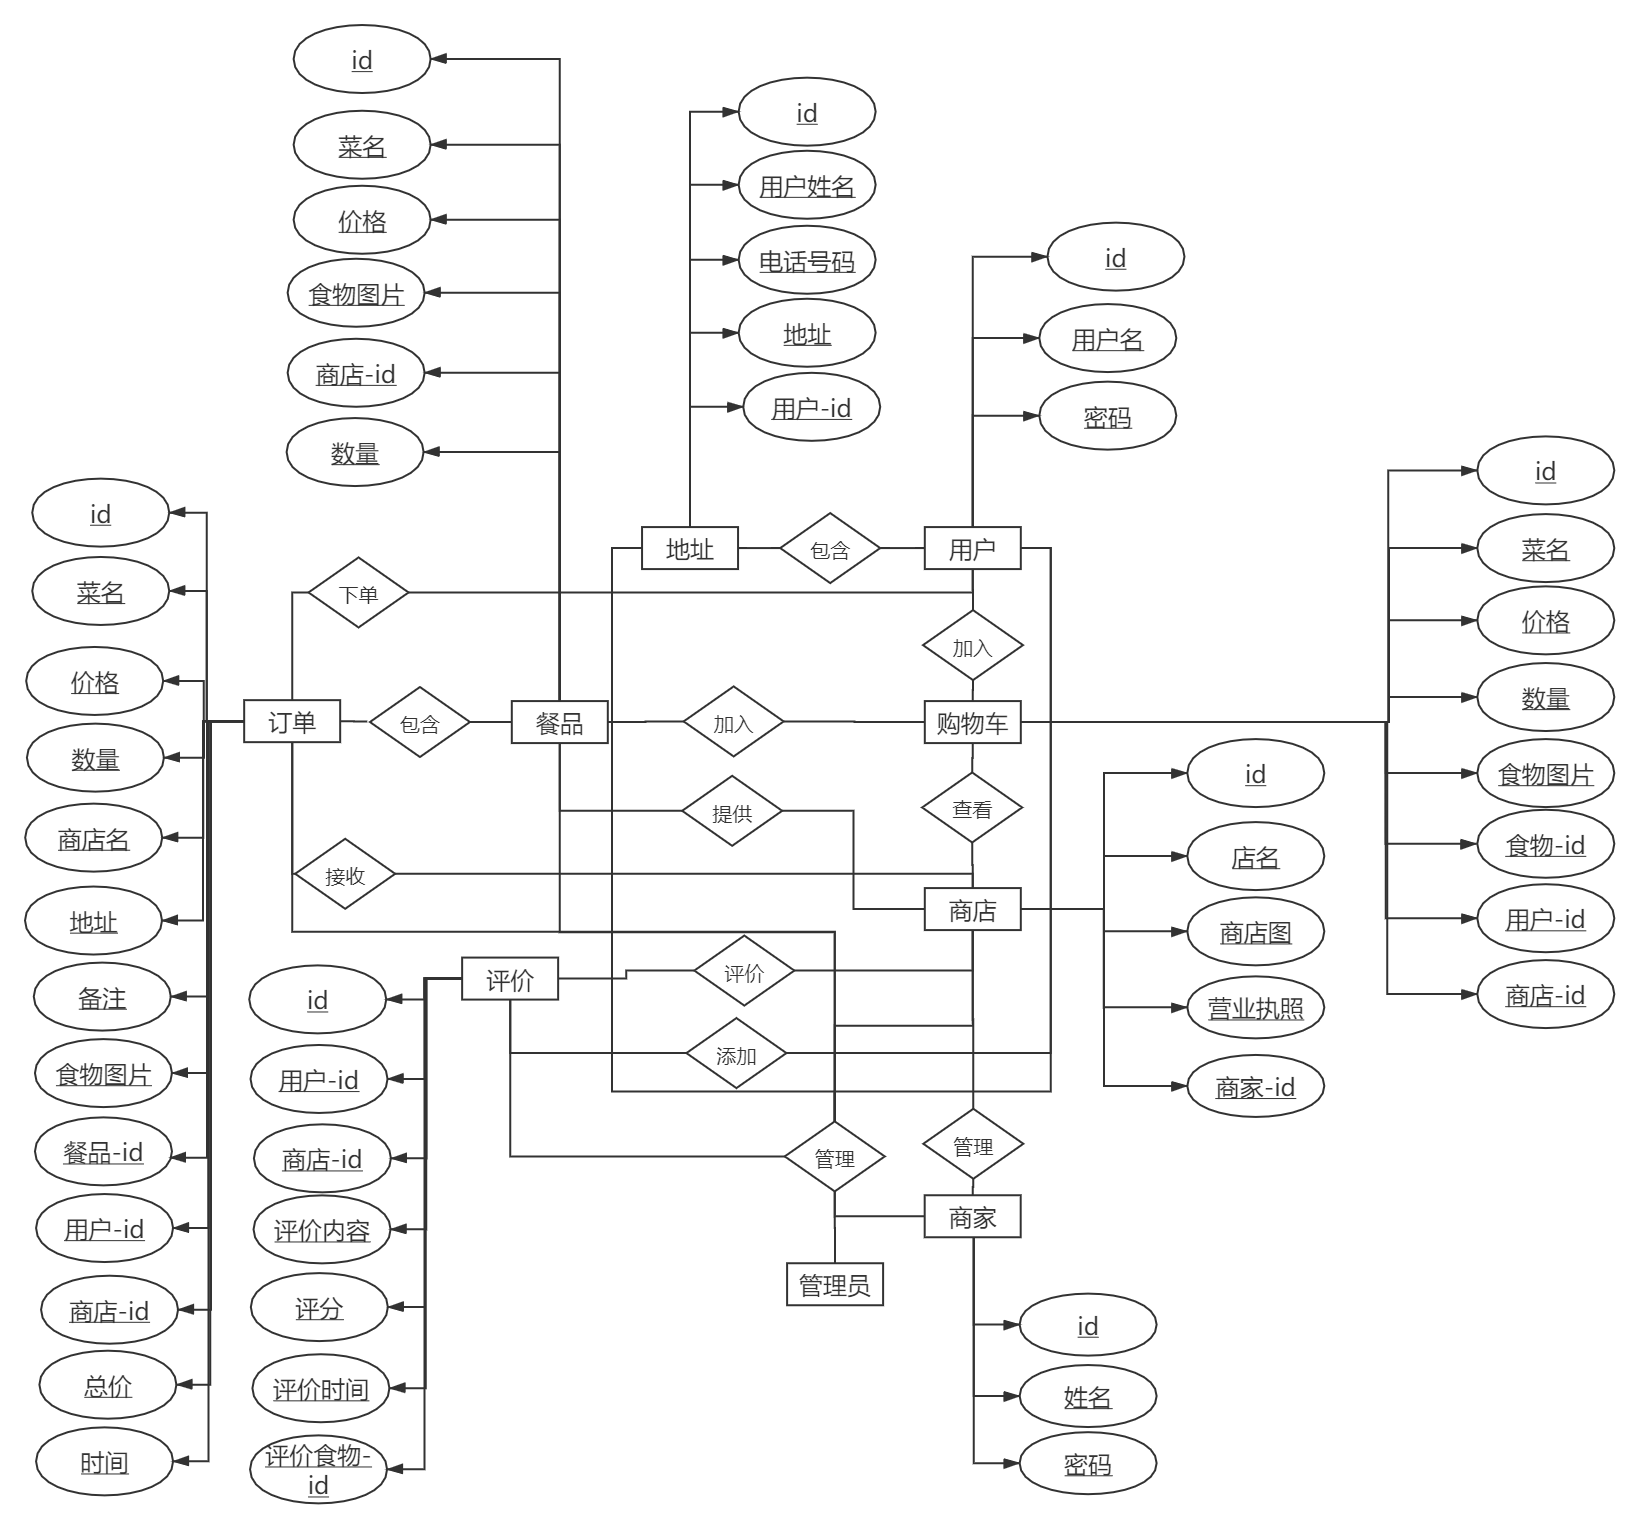 id
菜名
价格
食物图片
商店-id
数量
id
用户姓名
电话号码
地址
用户-id
id
用户名
密码
id
菜名
价格
数量
食物图片
食物-id
用户-id
商店-id
id
菜名
价格
数量
商店名
地址
备注
食物图片
餐品-id
用户-id
商店-id
总价
时间
地址
包含
用户
下单
加入
订单
包含
餐品
加入
购物车
提供
查看
接收
商店
id
店名
商店图
营业执照
商家-id
评价
评价
添加
管理
管理
商家
管理员
id
用户-id
商店-id
评价内容
评分
评价时间
评价食物-
id
id
姓名
密码